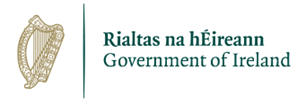 Rialtas na hÉireann
Government of Ireland